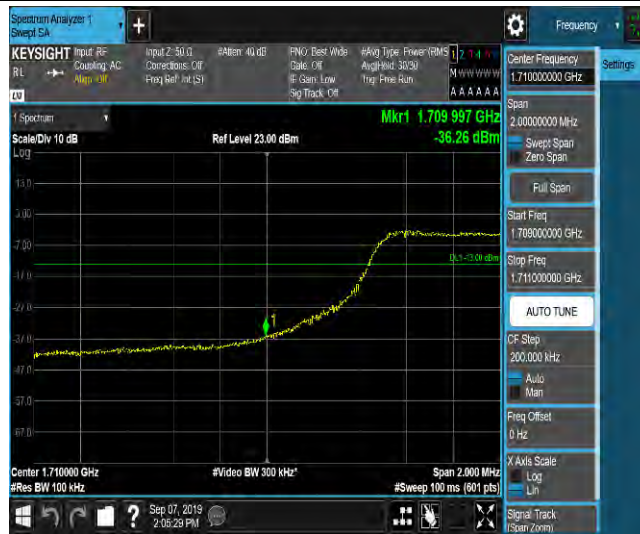 Spectrum Analyzer 1
Swept SA
+
Frequency
KEYSIGHT
RL
Input: RF
Coupling: AC
Align: Off
Input Z: 50 Ω
Corrections: Off
Freq Ref: Int (S)
#Atten: 40 dB
PNO: Best Wide
Gate: Off
IF Gain: Low
Sig Track: Off
#Avg Type: Power (RMS
Avg|Hold: 30/30
Trig: Free Run
M W W W W W
A A A A A A
1 Spectrum
Scale/Div 10 dB
Log
Ref Level 23.00 dBm
Mkr1 1.709 997 GHz
-36.26 dBm
13.0
3.00
-7.00
DL1 -13.00 dBm
-17.0
-27.0
-37.0
-47.0
-57.0
-67.0
1
Center 1.710000 GHz
#Video BW 300 kHz*
Span 2.000 MHz
#Res BW 100 kHz
#Sweep 100 ms (601 pts)
?
Sep 07, 2019
2:05:29 PM
Center Frequency
1.710000000 GHz
Settings
Span
2.00000000 MHz
Swept Span
Zero Span
Full Span
Start Freq
1.709000000 GHz
Stop Freq
1.711000000 GHz
AUTO TUNE
CF Step
200.000 kHz
Auto
Man
Freq Offset
0 Hz
X Axis Scale
Log
Lin
Signal Track
(Span Zoom)